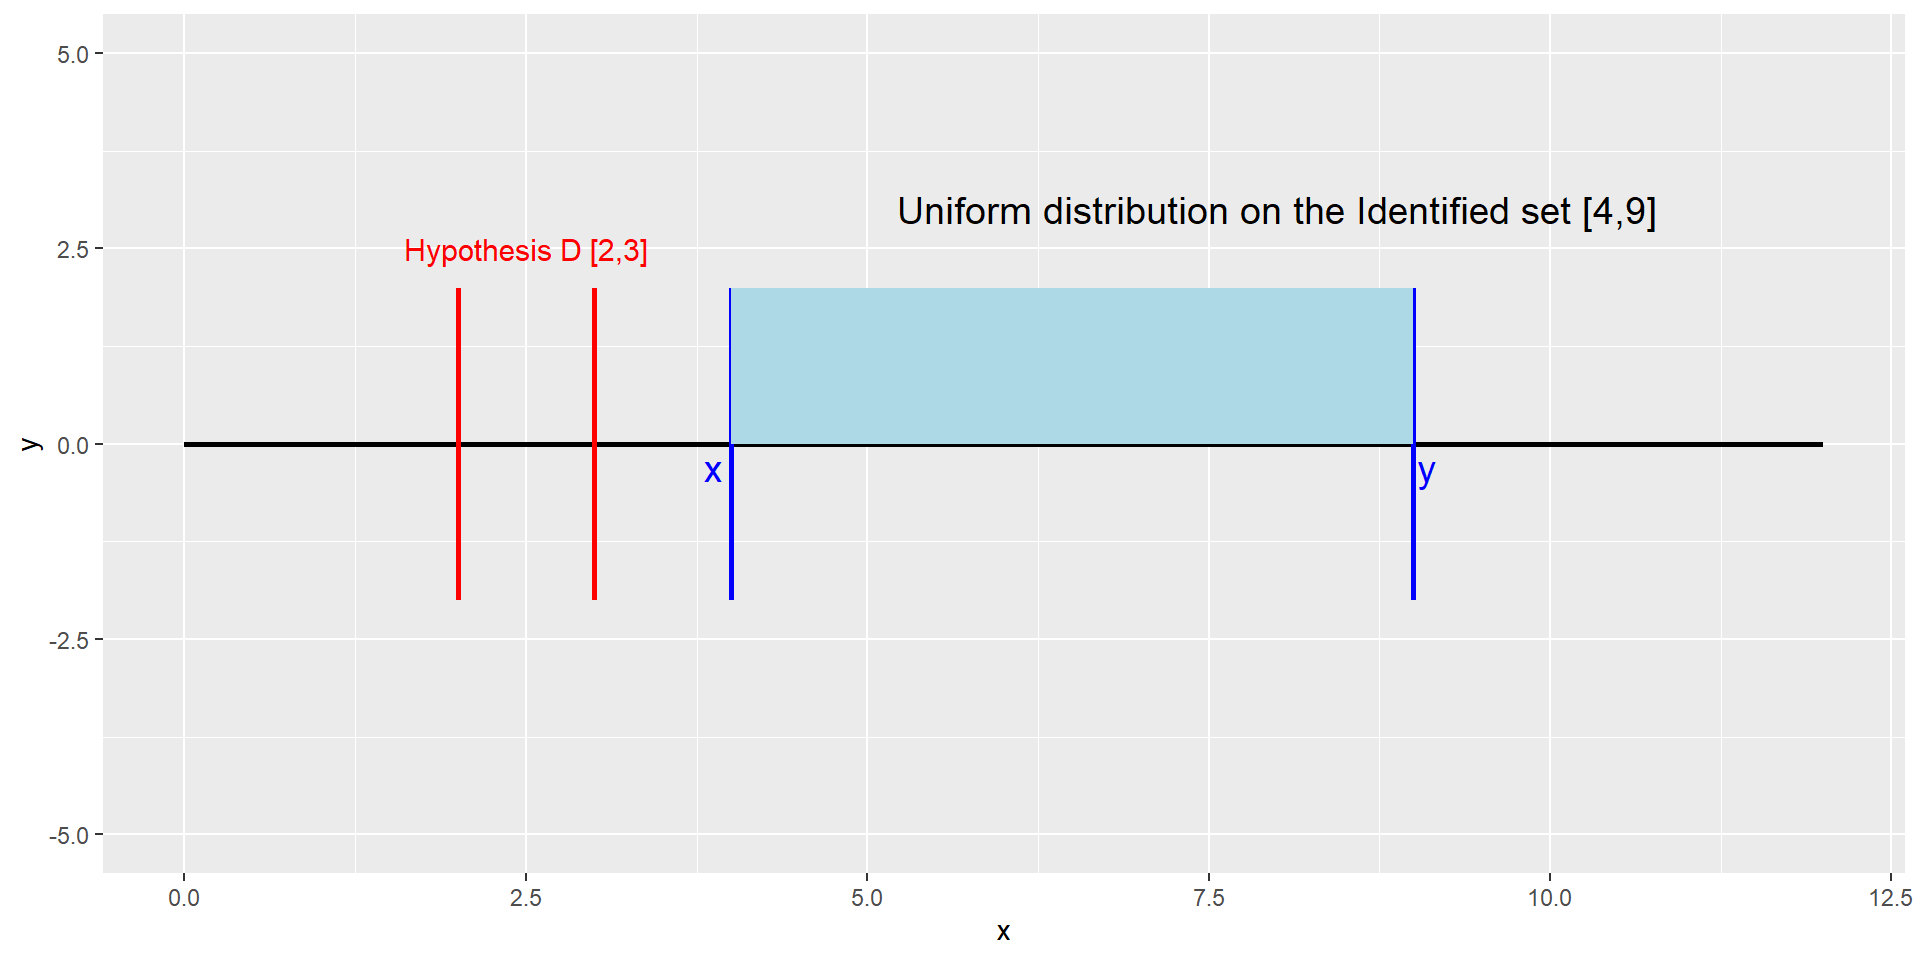 Uniform distribution on the Identified set [4,9]
Hypothesis D [2,3]
x
y
y
5.0
2.5
0.0
-2.5
-5.0
0.0
2.5
5.0
7.5
10.0
12.5
x